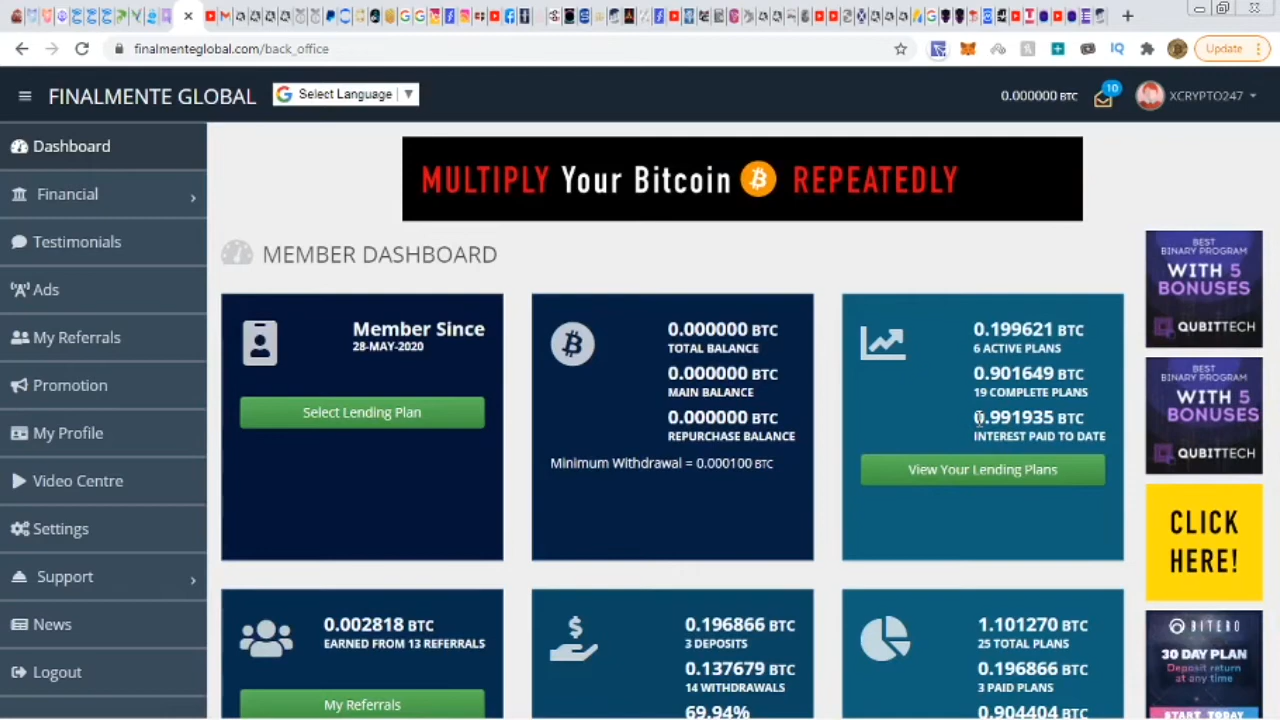 Update
finalmenteglobal.com/back_office
FINALMENTE GLOBAL
Select Language
0.000000 BTC
10
XCRYPTO247
Dashboard
Financial
Testimonials
Ads
My Referrals
Promotion
My Profile
Video Centre
Settings
Support
News
Logout
MULTIPLY Your Bitcoin REPEATEDLY
MEMBER DASHBOARD
Member Since
28-MAY-2020
Select Lending Plan
0.000000 BTC
TOTAL BALANCE
0.000000 BTC
MAIN BALANCE
0.000000 BTC
REPURCHASE BALANCE
Minimum Withdrawal = 0.000100 BTC
0.199621 BTC
6 ACTIVE PLANS
0.901649 BTC
19 COMPLETE PLANS
0.991935 BTC
INTEREST PAID TO DATE
View Your Lending Plans
0.002818 BTC
EARNED FROM 13 REFERRALS
My Referrals
0.196866 BTC
3 DEPOSITS
0.137679 BTC
14 WITHDRAWALS
69.94%
1.101270 BTC
25 TOTAL PLANS
0.196866 BTC
3 PAID PLANS
0.904404 BTC
BEST
BINARY PROGRAM
WITH 5
BONUSES
QUBITTECH
BEST
BINARY PROGRAM
WITH 5
BONUSES
QUBITTECH
CLICK
HERE!
BITERO
30 DAY PLAN
Deposit return
at any time
START TODAY